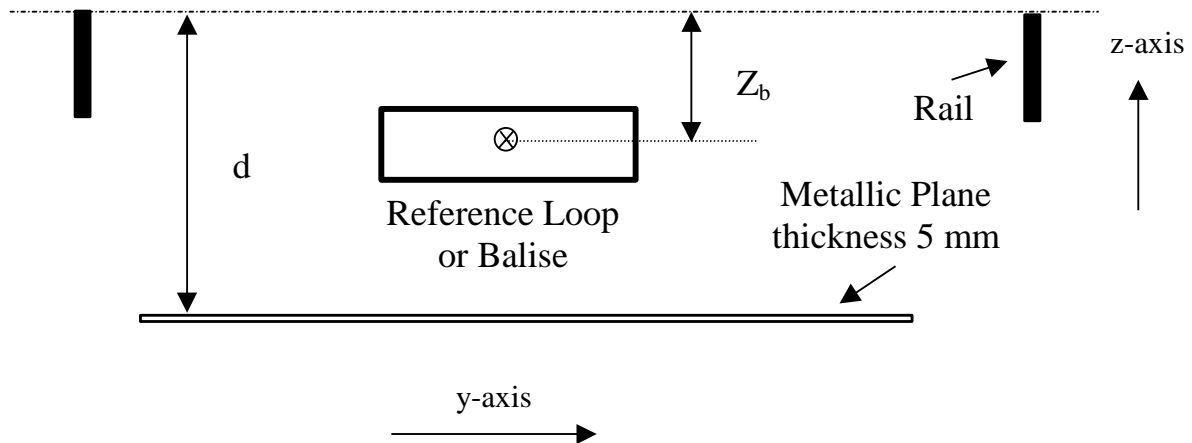 z-axis
Z_b
Rail
d
Metallic Plane
thickness 5 mm
Reference Loop
or Balise
y-axis